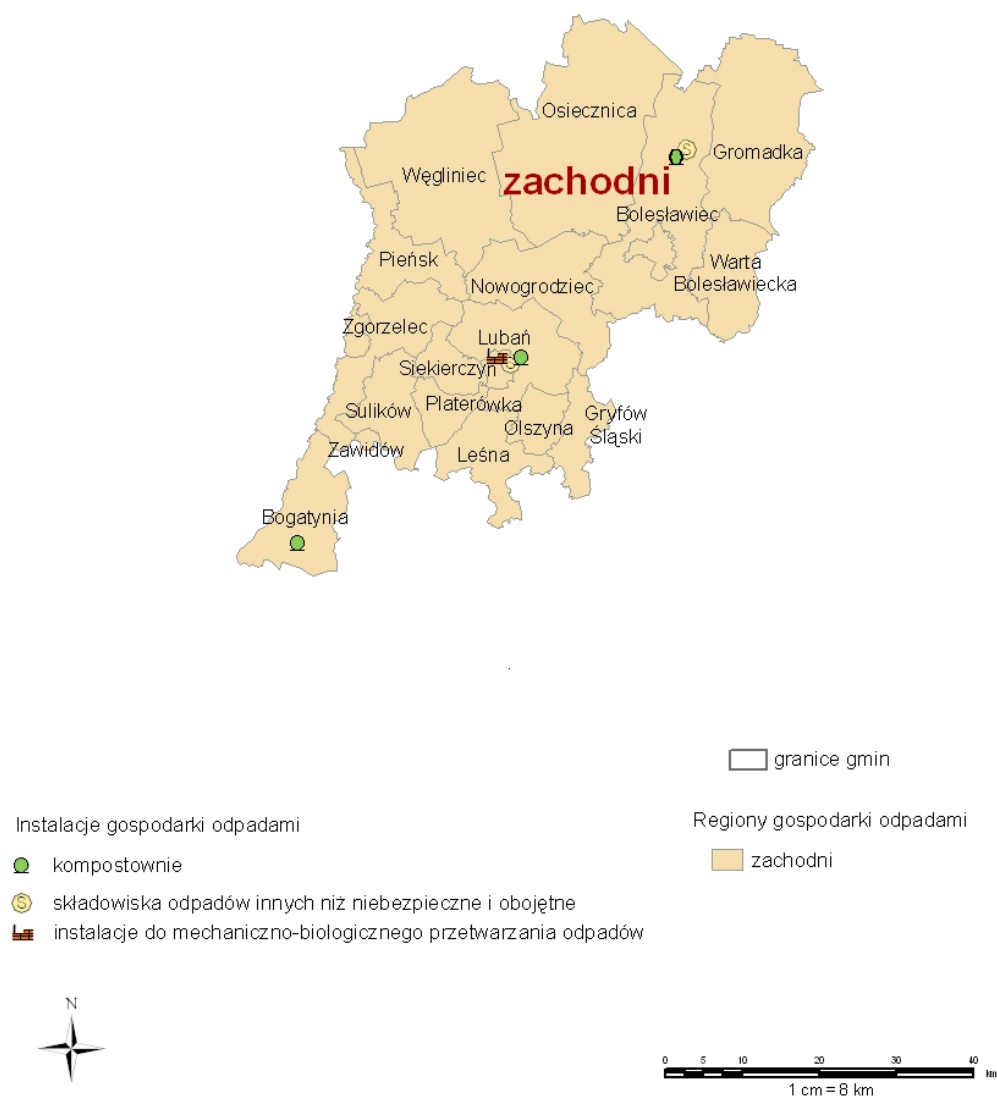 Osiecznica
Gromadka
Węgliniec
zachodni
Bolesławiec
Pieńsk
Warta
Bolesławiecka
Nowogrodziec
Zgorzelec
Lubań
Siekierczyn
Platerówka
Sulików
Gryfów
Śląski
Olszyna
Zawidów
Leśna
Bogatynia
granice gmin
Instalacje gospodarki odpadami
kompostownie
S składowiska odpadów innych niż niebezpieczne i obojętne
instalacje do mechaniczno-biologicznego przetwarzania odpadów
Regiony gospodarki odpadami
zachodni
N
0 5 10 20 30 40
km
1 cm = 8 km